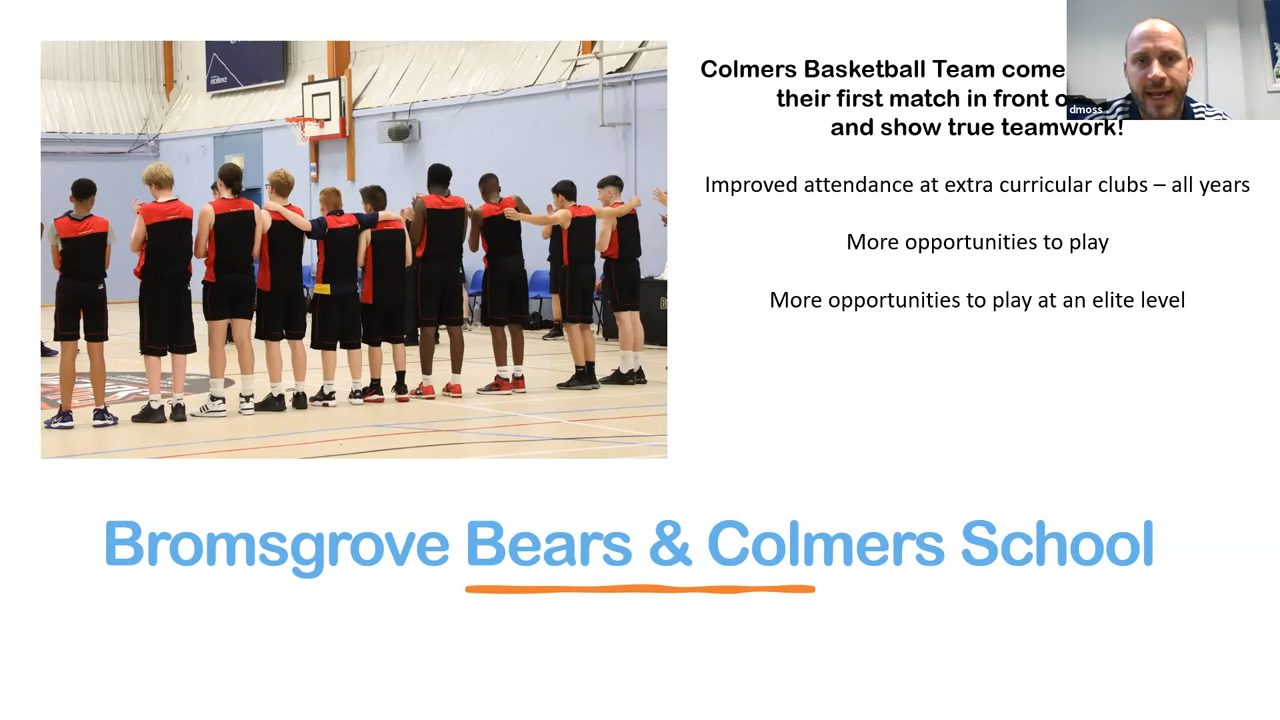 Colmers Basketball Team come
their first match in front
and show true teamwork!
dmoss
Improved attendance at extra curricular clubs – all years
More opportunities to play
More opportunities to play at an elite level
Bromsgrove Bears & Colmers School